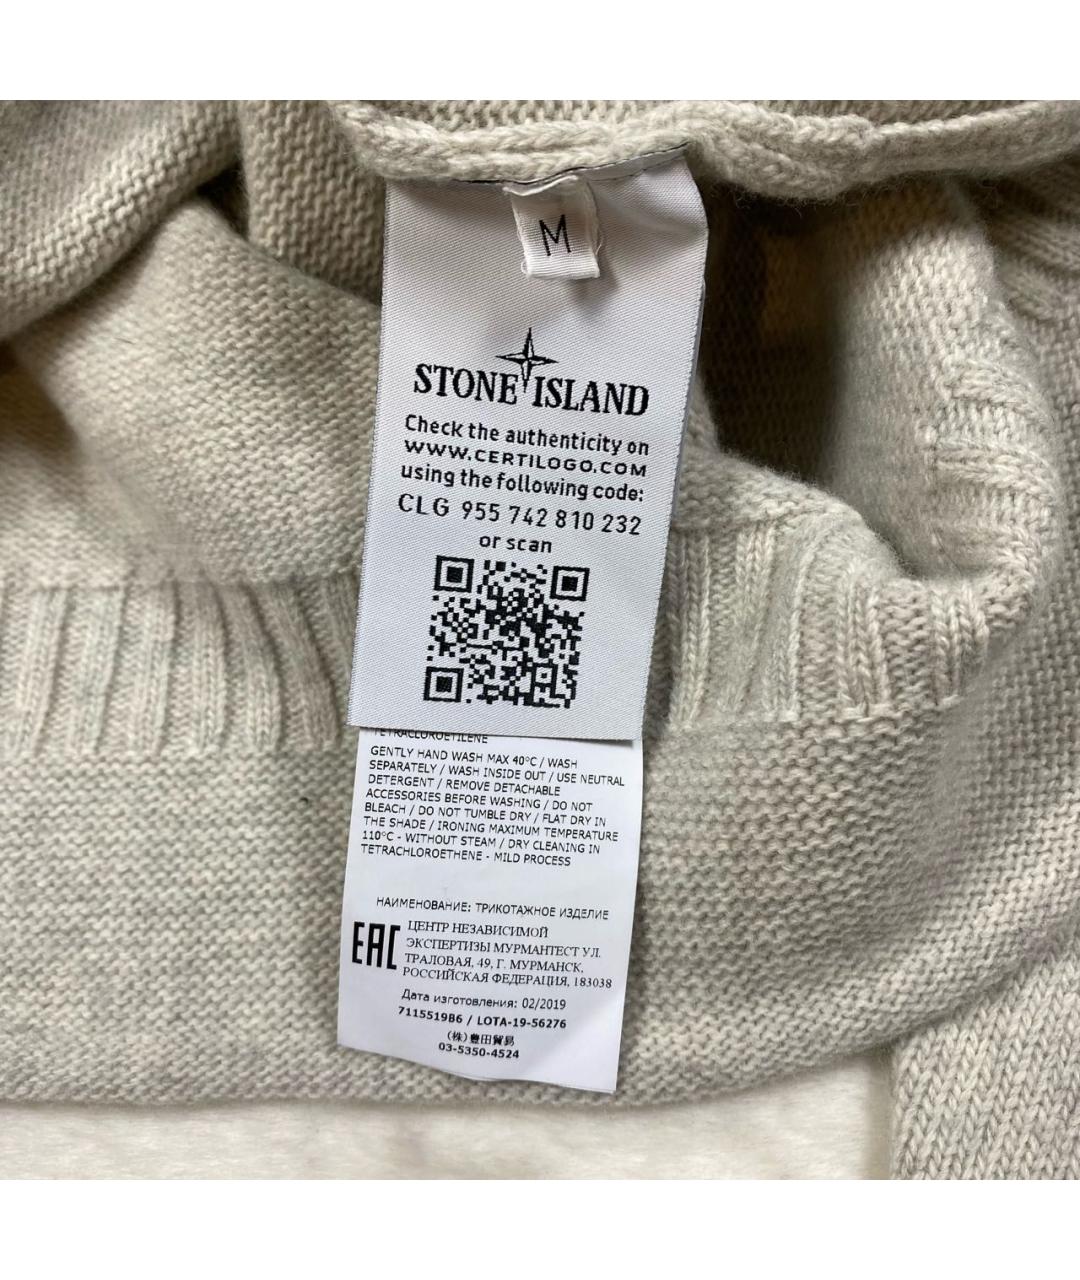 M
STONE ISLAND
Check the authenticity on
WWW.CERTILOGO.COM
using the following code:
CLG 955 742 810 232
or scan
TETRACLOROETILENE
GENTLY HAND WASH MAX 40°C / WASH
SEPARATELY / WASH INSIDE OUT / USE NEUTRAL
DETERGENT / REMOVE DETACHABLE
ACCESSORIES BEFORE WASHING / DO NOT
BLEACH / DO NOT TUMBLE DRY / FLAT DRY IN
THE SHADE / IRONING MAXIMUM TEMPERATURE
110°C - WITHOUT STEAM / DRY CLEANING IN
TETRACHLOROETHENE - MILD PROCESS
НАИМЕНОВАНИЕ: ТРИКОТАЖНОЕ ИЗДЕЛИЕ
EAC
ЦЕНТР НЕЗАВИСИМОЙ
ЭКСПЕРТИЗЫ МУРМАНТЕСТ УЛ.
ТРАЛОВАЯ, 49, Г. МУРМАНСК,
РОССИЙСКАЯ ФЕДЕРАЦИЯ, 183038
Дата изготовления: 02/2019
7115519B6 / LOTA-19-56276
(株)豊田貿易
03-5350-4524